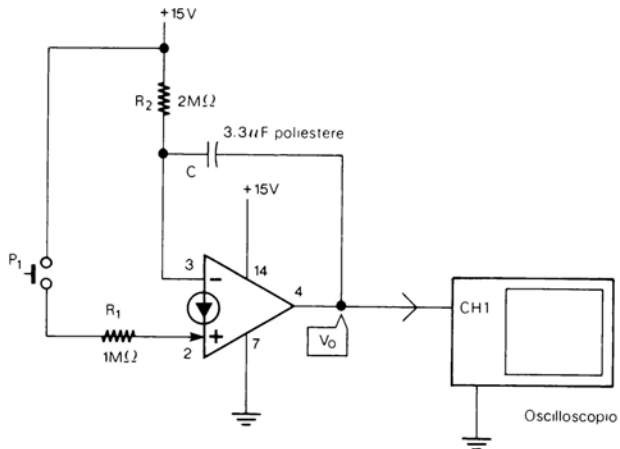 +15V
R2
2MΩ
3.3uF poliestere
C
+15V
P1
3
14
4
R1
1MΩ
2
7
Vo
CH1
Oscilloscopio